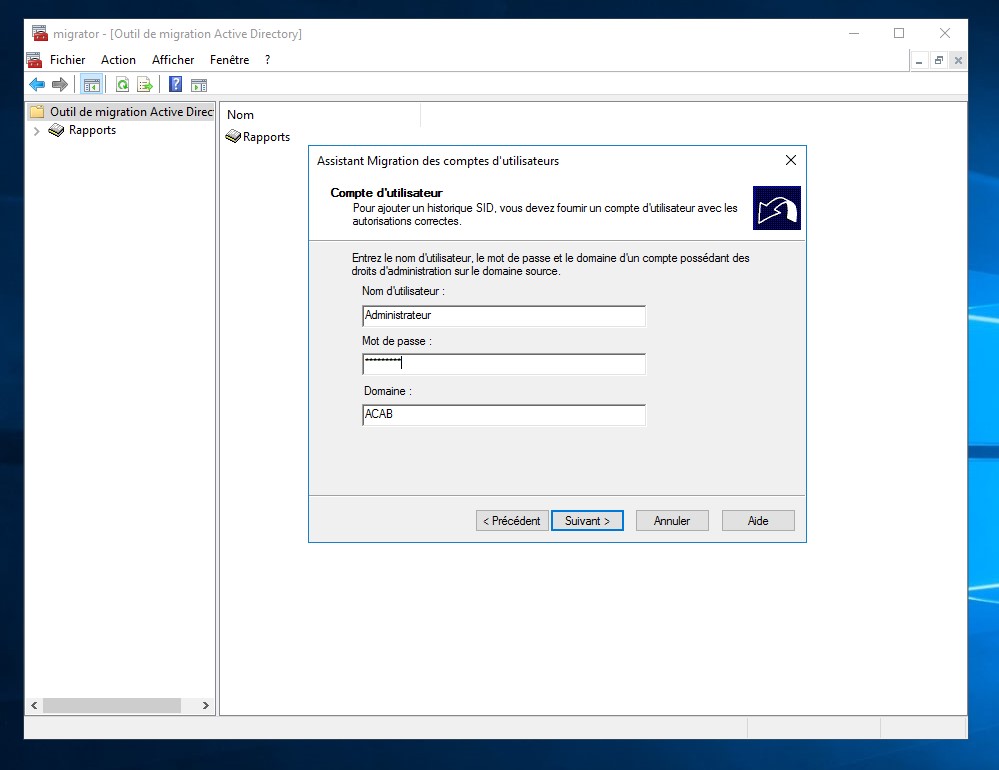 migrator - [Outil de migration Active Directory]
Fichier Action Afficher Fenêtre ?
Outil de migration Active Direc
Rapports
Nom
Rapports
Assistant Migration des comptes d'utilisateurs
Compte d'utilisateur
Pour ajouter un historique SID, vous devez fournir un compte d'utilisateur avec les
autorisations correctes.
Entrez le nom d'utilisateur, le mot de passe et le domaine d'un compte possédant des
droits d'administration sur le domaine source.
Nom d'utilisateur :
Administrateur
Mot de passe :
*********
Domaine :
ACAB
< Précédent Suivant > Annuler Aide